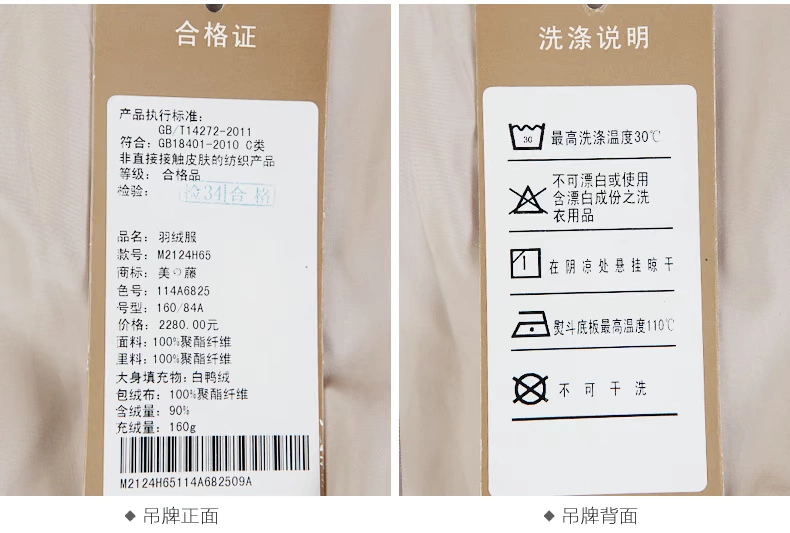 合格证
产品执行标准:
GB/T14272-2011
符合: GB18401-2010 C类
非直接接触皮肤的纺织产品
等级: 合格品
检验: 检34 合格
品名: 羽绒服
款号: M2124H65
商标: 美の藤
色号: 114A6825
号型: 160/84A
价格: 2280.00元
面料: 100%聚酯纤维
里料: 100%聚酯纤维
大身填充物: 白鸭绒
包绒布: 100%聚酯纤维
含绒量: 90%
充绒量: 160g
M2124H65114A682509A
◆ 吊牌正面
洗涤说明
30
最高洗涤温度30℃
不可漂白或使用
含漂白成份之洗
衣用品
在阴凉处悬挂晾干
熨斗底板最高温度110℃
不可干洗
◆ 吊牌背面